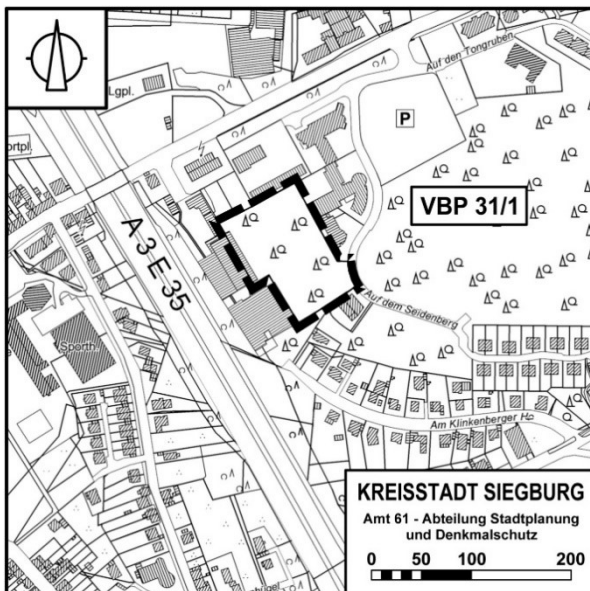 Lgpl.
Auf den Tongruben
ortpl.
P
VBP 31/1
A 3 E 35
Auf dem Seidenberg
Sporth.
Am Klinkenberger H
KREISSTADT SIEGBURG
Amt 61 - Abteilung Stadtplanung
und Denkmalschutz
0 50 100 200